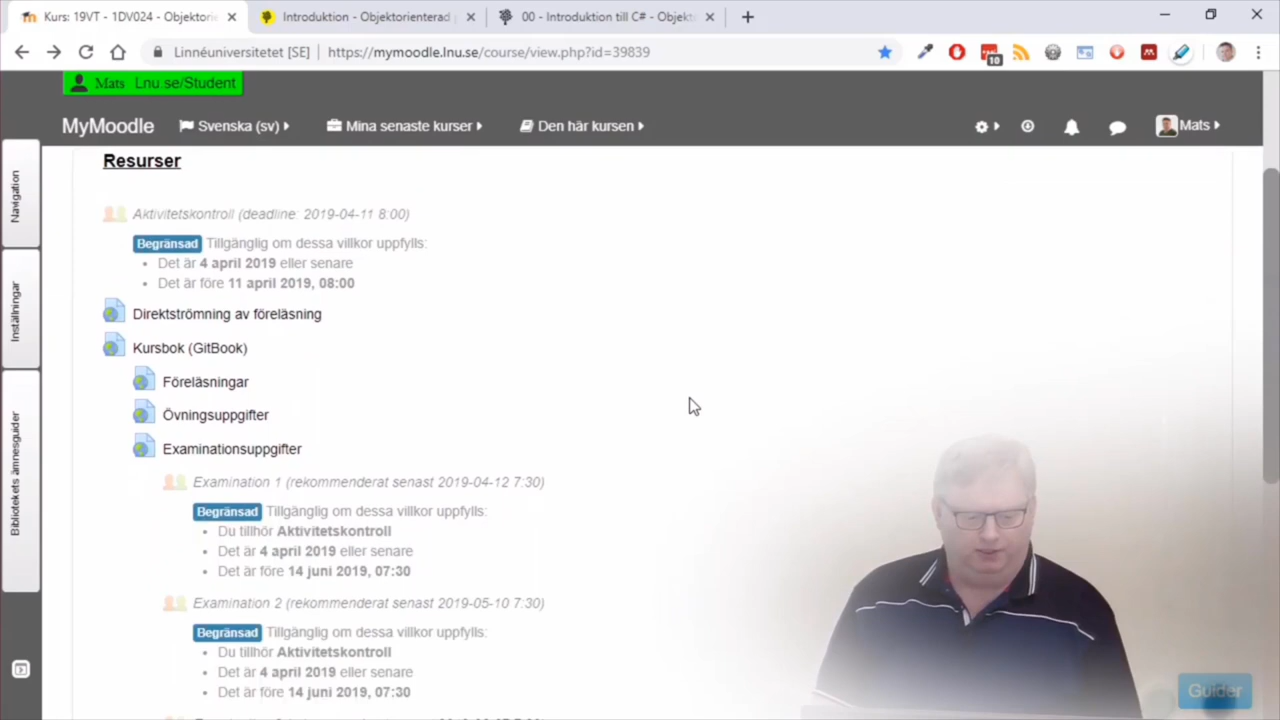 Kurs: 19VT - 1DV024 - Objektorie
Introduktion - Objektorienterad
00 - Introduktion till C# - Objekt
Linnéuniversitetet [SE] | https://mymoodle.lnu.se/course/view.php?id=39839
10
Mats Lnu.se/Student
MyMoodle Svenska (sv) Mina senaste kurser Den här kursen Mats
Navigation
Inställningar
Bibliotekets ämnesguider
Resurser
Aktivitetskontroll (deadline: 2019-04-11 8:00)
Begränsad Tillgänglig om dessa villkor uppfylls:
• Det är 4 april 2019 eller senare
• Det är före 11 april 2019, 08:00
Direktströmning av föreläsning
Kursbok (GitBook)
Föreläsningar
Övningsuppgifter
Examinationsuppgifter
Examination 1 (rekommenderat senast 2019-04-12 7:30)
Begränsad Tillgänglig om dessa villkor uppfylls:
• Du tillhör Aktivitetskontroll
• Det är 4 april 2019 eller senare
• Det är före 14 juni 2019, 07:30
Examination 2 (rekommenderat senast 2019-05-10 7:30)
Begränsad Tillgänglig om dessa villkor uppfylls:
• Du tillhör Aktivitetskontroll
• Det är 4 april 2019 eller senare
• Det är före 14 juni 2019, 07:30
Guider